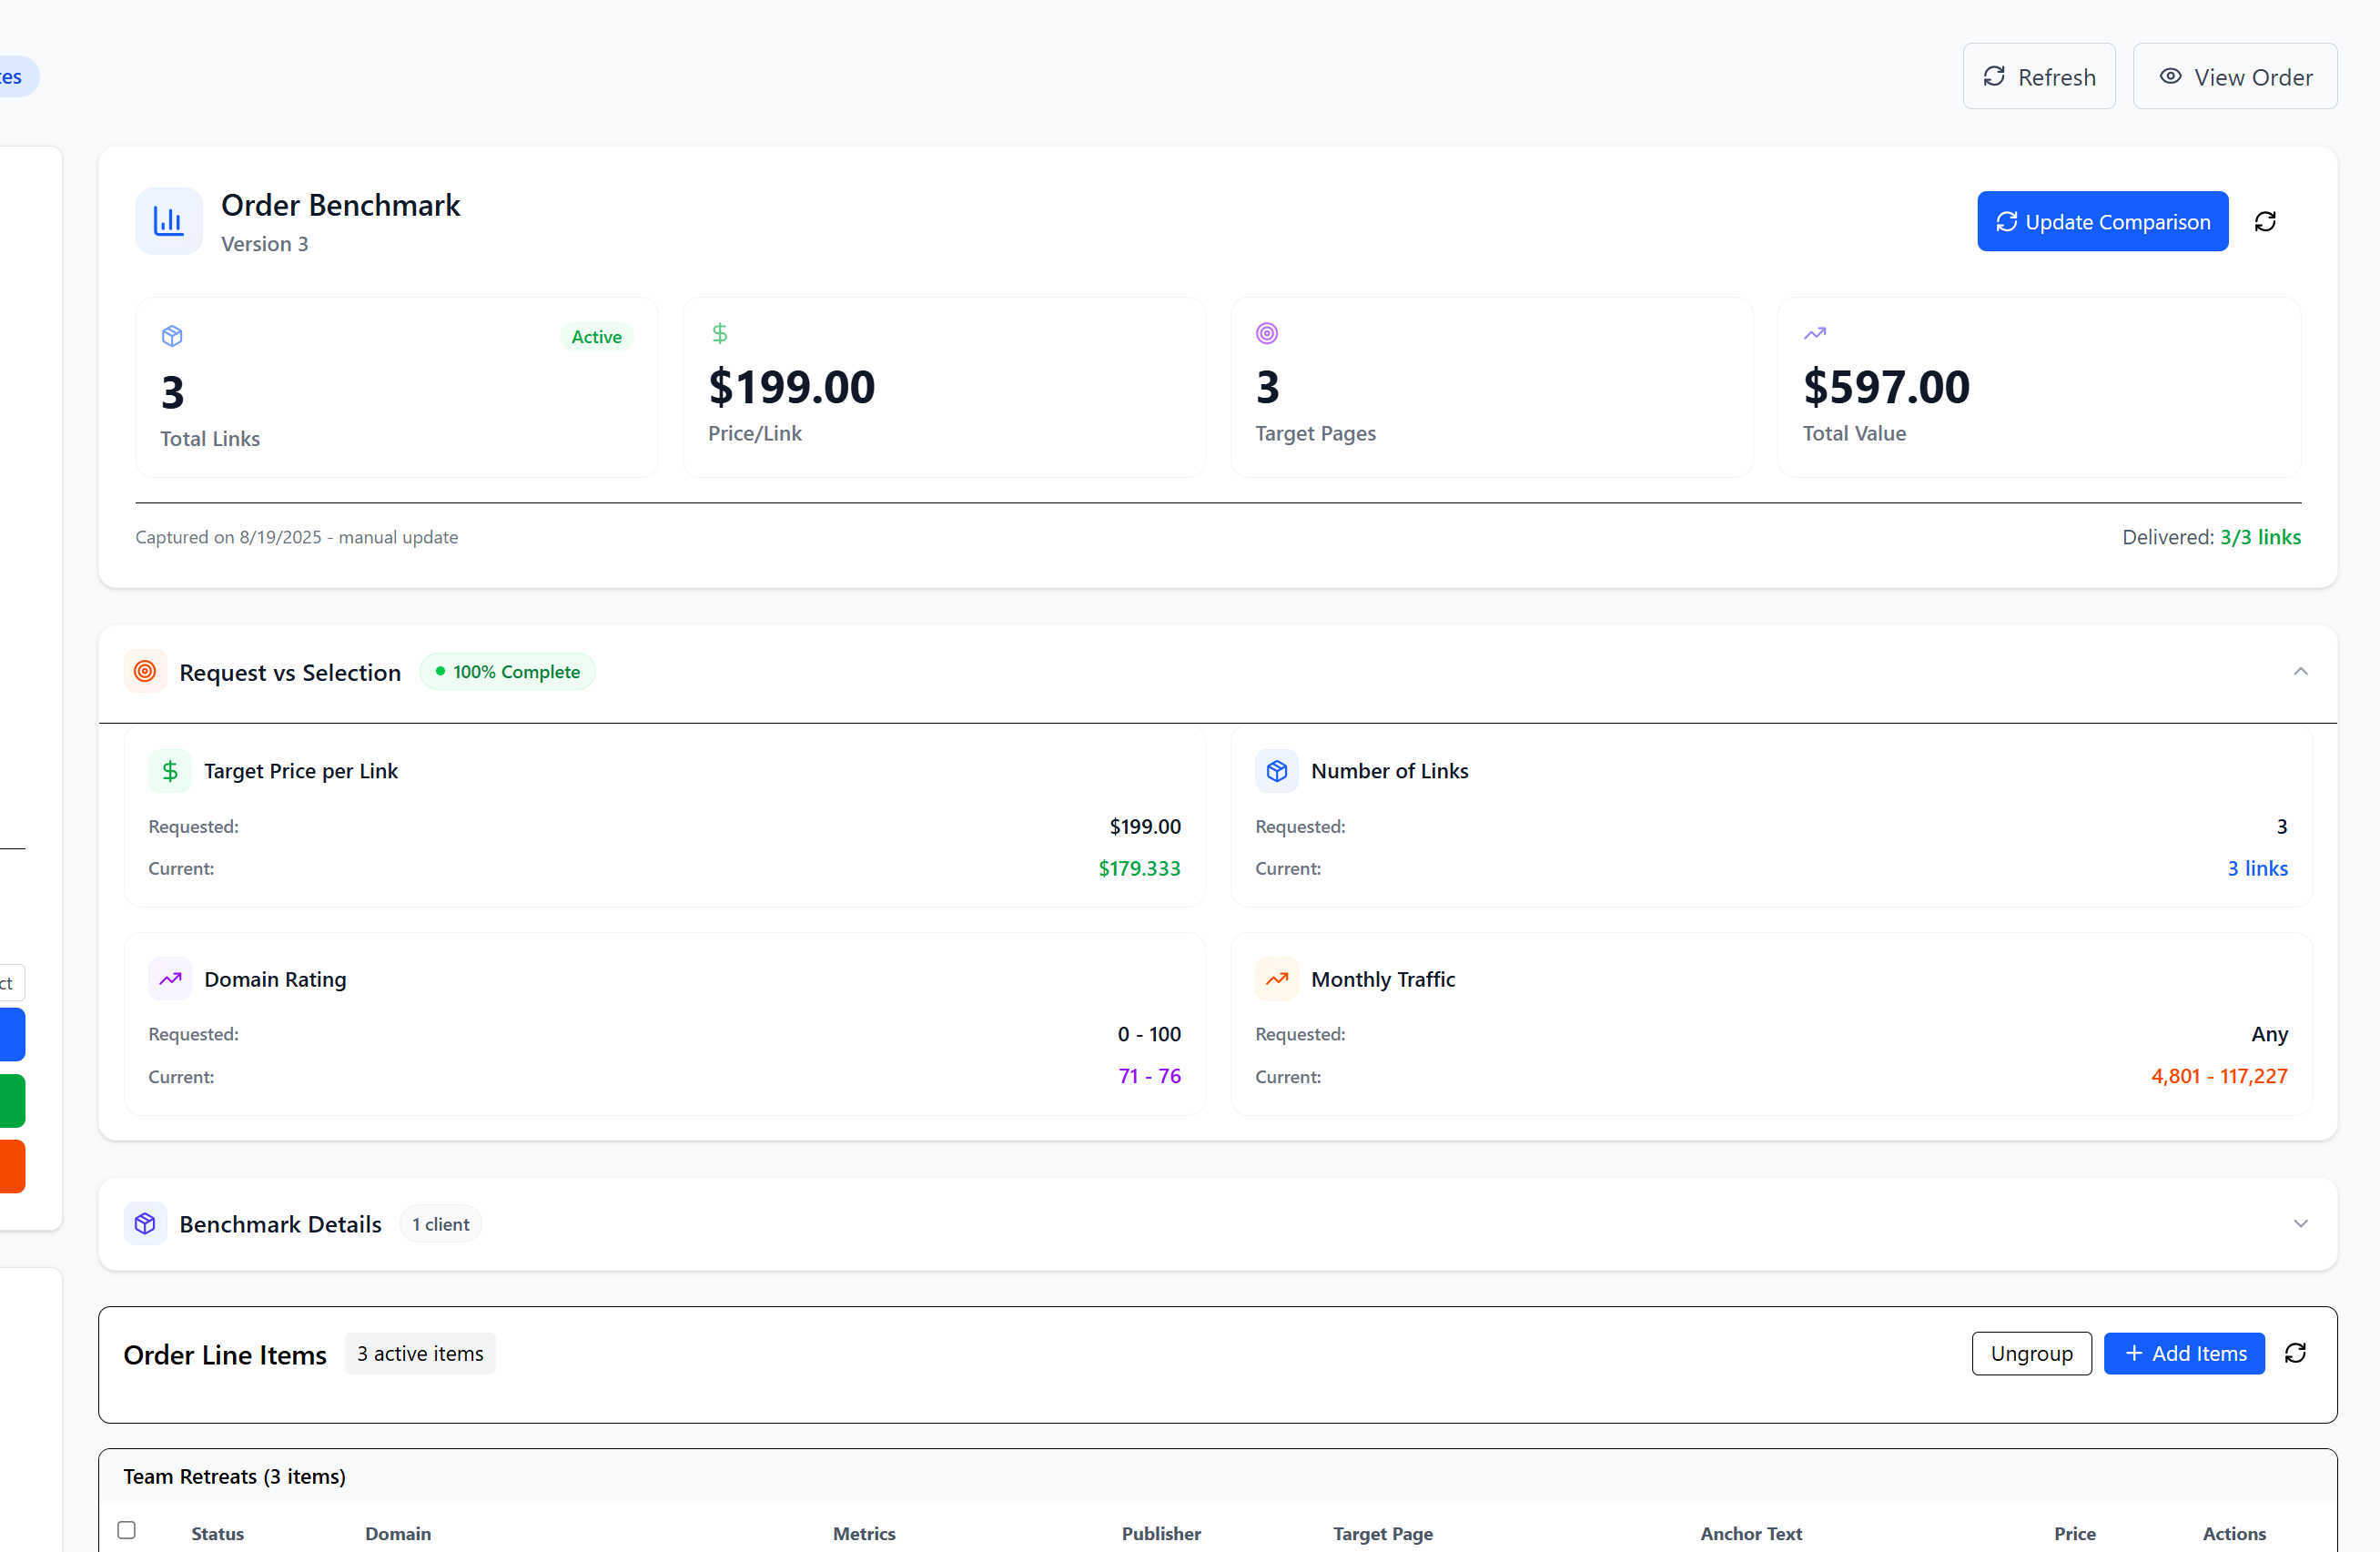 Refresh
View Order
Order Benchmark
Version 3
Update Comparison
Active
3
Total Links
$199.00
Price/Link
3
Target Pages
$597.00
Total Value
Captured on 8/19/2025 - manual update
Delivered: 3/3 links
Request vs Selection
100% Complete
Target Price per Link
Requested:
$199.00
Current:
$179.333
Number of Links
Requested:
3
Current:
3 links
Domain Rating
Requested:
0 - 100
Current:
71 - 76
Monthly Traffic
Requested:
Any
Current:
4,801 - 117,227
Benchmark Details
1 client
Order Line Items
3 active items
Ungroup
Add Items
Team Retreats (3 items)
Status
Domain
Metrics
Publisher
Target Page
Anchor Text
Price
Actions